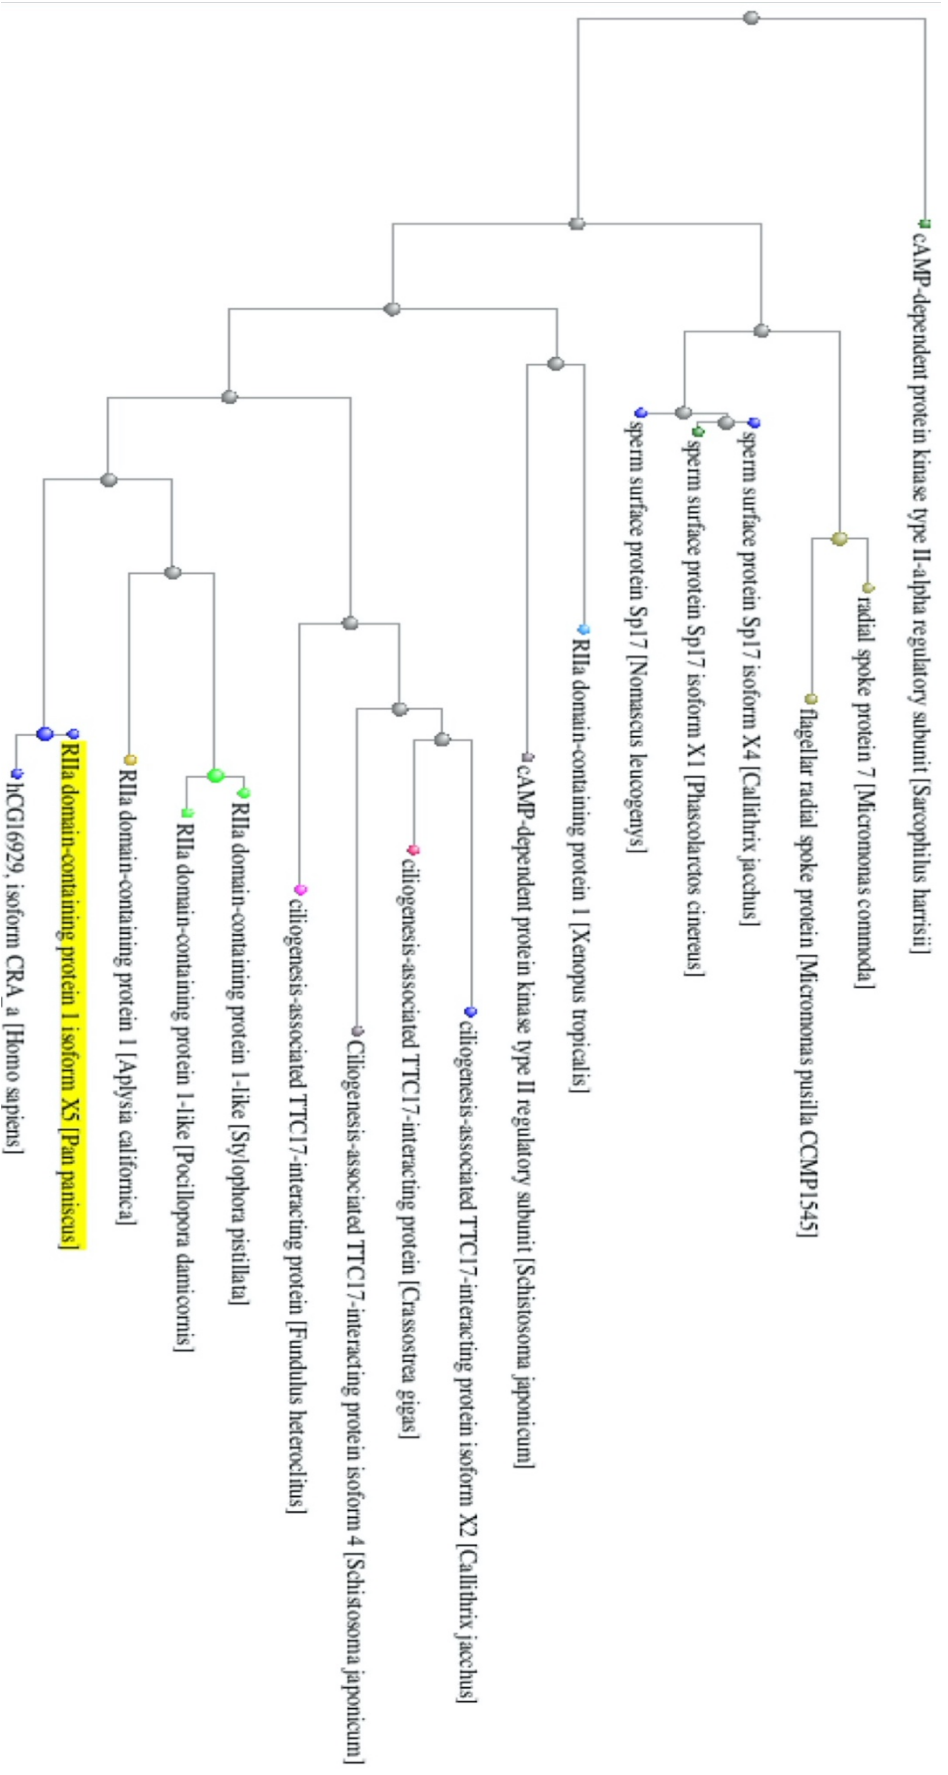 cAMP-dependent protein kinase type II-alpha regulatory subunit [Sarcophilus harrisii]
radial spoke protein 7 [Micromonas commoda]
flagellar radial spoke protein [Micromonas pusilla CCMP1545]
sperm surface protein Sp17 isoform X4 [Callithrix jacchus]
sperm surface protein Sp17 isoform X1 [Phascolarctos cinereus]
sperm surface protein Sp17 [Nomascus leucogenys]
RIIa domain-containing protein 1 [Xenopus tropicalis]
cAMP-dependent protein kinase type II regulatory subunit [Schistosoma japonicum]
ciliogenesis-associated TTC17-interacting protein isoform X2 [Callithrix jacchus]
ciliogenesis-associated TTC17-interacting protein [Crassostrea gigas]
Ciliogenesis-associated TTC17-interacting protein isoform 4 [Schistosoma japonicum]
ciliogenesis-associated TTC17-interacting protein [Fundulus heteroclitus]
RIIa domain-containing protein 1-like [Stylophora pistillata]
RIIa domain-containing protein 1-like [Pocillopora damicornis]
RIIa domain-containing protein 1 [Aplysia californica]
RIIa domain-containing protein 1 isoform X5 [Pan paniscus]
hCG16929, isoform CRA_a [Homo sapiens]